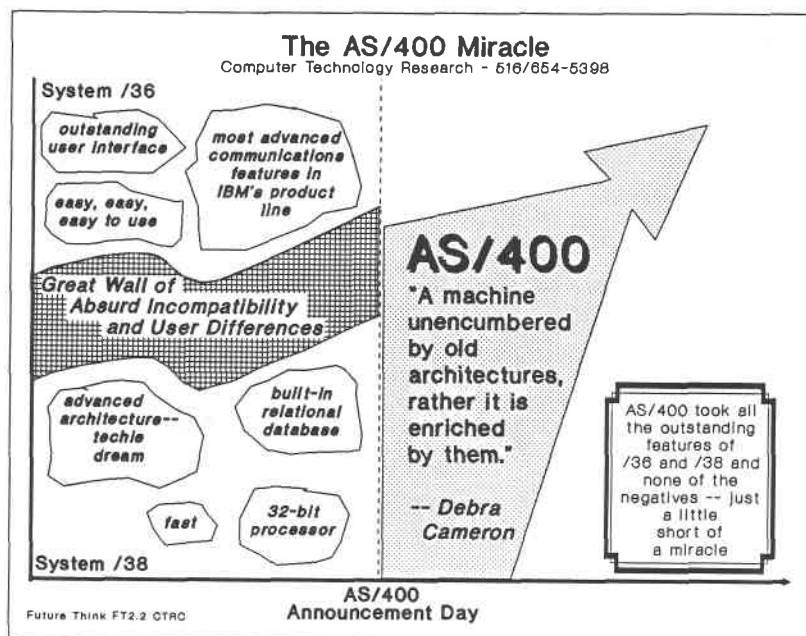 The AS/400 Miracle
Computer Technology Research - 516/654-5398
System /36
outstanding
user interface
most advanced
communications
features in
IBM's product
line
easy, easy,
easy to use
Great Wall of
Absurd Incompatibility
and User Differences
advanced
architecture--
techie
dream
built-in
relational
database
fast
32-bit
processor
System /38
AS/400
"A machine
unencumbered
by old
architectures,
rather it is
enriched
by them."
-- Debra
Cameron
AS/400 took all
the outstanding
features of
/36 and /38 and
none of the
negatives -- just
a little
short of
a miracle
AS/400
Announcement Day
Future Think FT2.2 CTRC